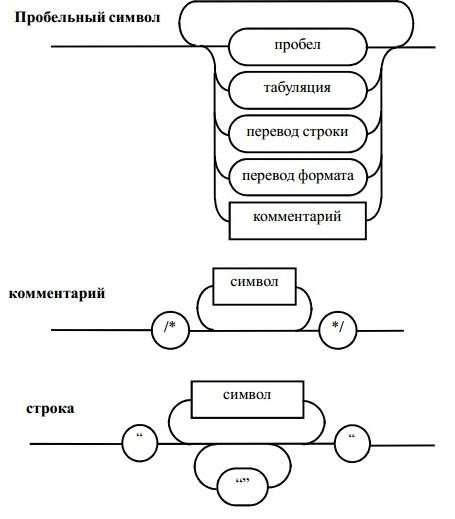 Пробельный символ
пробел
табуляция
перевод строки
перевод формата
комментарий
комментарий
символ
/*
*/
строка
символ
“
“
“”